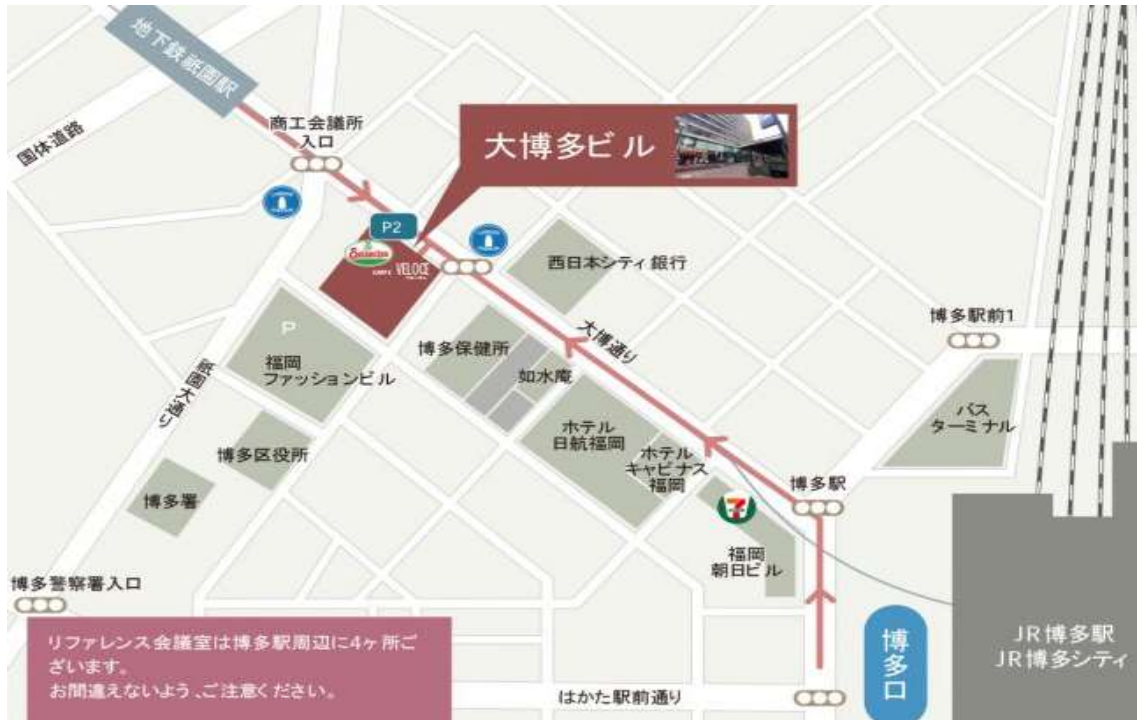 地下鉄祇園駅
国体道路
商工会議所
入口
大博多ビル
P2
VELOCE
西日本シティ銀行
博多駅前1
P
福岡
ファッションビル
博多保健所
大博通り
如水庵
祇園大通り
博多区役所
博多署
ホテル
日航福岡
ホテル
キャビナス
福岡
バス
ターミナル
博多駅
7
福岡
朝日ビル
博多警察署入口
リファレンス会議室は博多駅周辺に4ヶ所ご
ざいます。
お間違えないよう、ご注意ください。
博多口
JR博多駅
JR博多シティ
はかた駅前通り